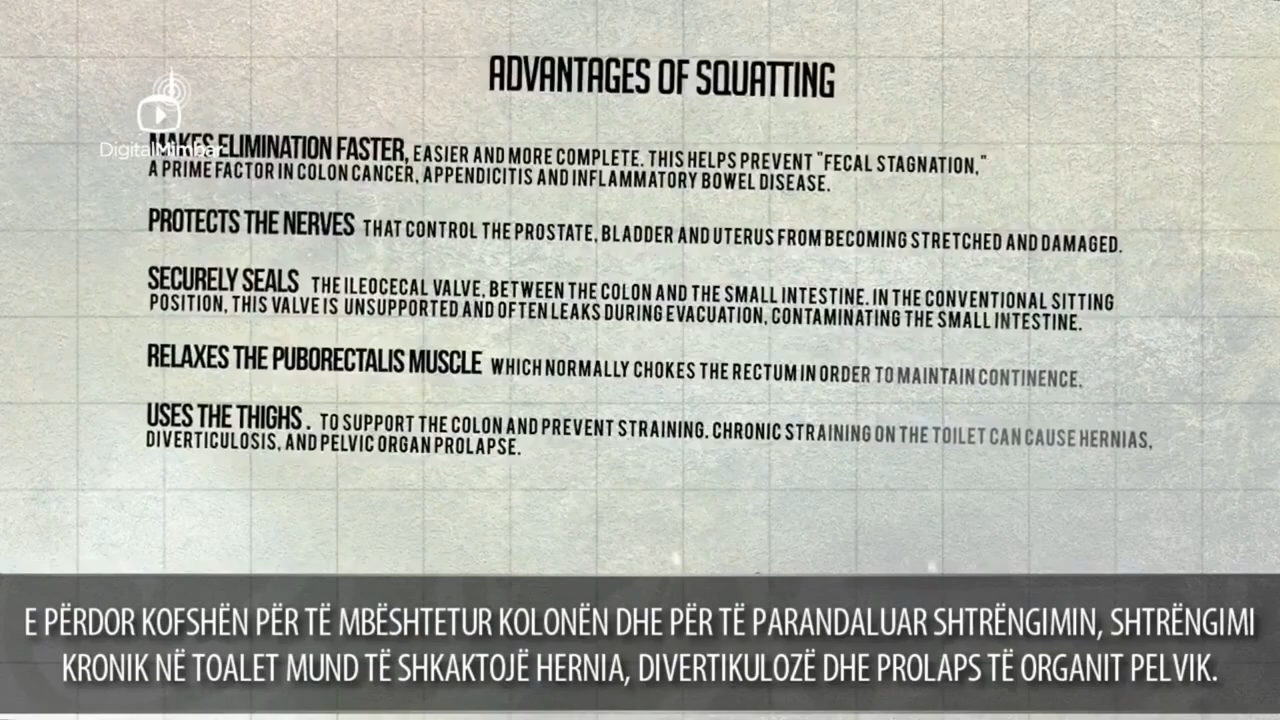 ADVANTAGES OF SQUATTING
DigitalMimbar
MAKES ELIMINATION FASTER, EASIER AND MORE COMPLETE. THIS HELPS PREVENT "FECAL STAGNATION,"
A PRIME FACTOR IN COLON CANCER, APPENDICITIS AND INFLAMMATORY BOWEL DISEASE.
PROTECTS THE NERVES THAT CONTROL THE PROSTATE, BLADDER AND UTERUS FROM BECOMING STRETCHED AND DAMAGED.
SECURELY SEALS THE ILEOCECAL VALVE, BETWEEN THE COLON AND THE SMALL INTESTINE. IN THE CONVENTIONAL SITTING
POSITION, THIS VALVE IS UNSUPPORTED AND OFTEN LEAKS DURING EVACUATION, CONTAMINATING THE SMALL INTESTINE.
RELAXES THE PUBORECTALIS MUSCLE WHICH NORMALLY CHOKES THE RECTUM IN ORDER TO MAINTAIN CONTINENCE.
USES THE THIGHS. TO SUPPORT THE COLON AND PREVENT STRAINING. CHRONIC STRAINING ON THE TOILET CAN CAUSE HERNIAS,
DIVERTICULOSIS, AND PELVIC ORGAN PROLAPSE.
E PËRDOR KOFSHËN PËR TË MBËSHTETUR KOLONËN DHE PËR TË PARANDALUAR SHTRËNGIMIN, SHTRËNGIMI
KRONIK NË TOALET MUND TË SHKAKTOJË HERNIA, DIVERTIKULOZË DHE PROLAPS TË ORGANIT PELVIK.